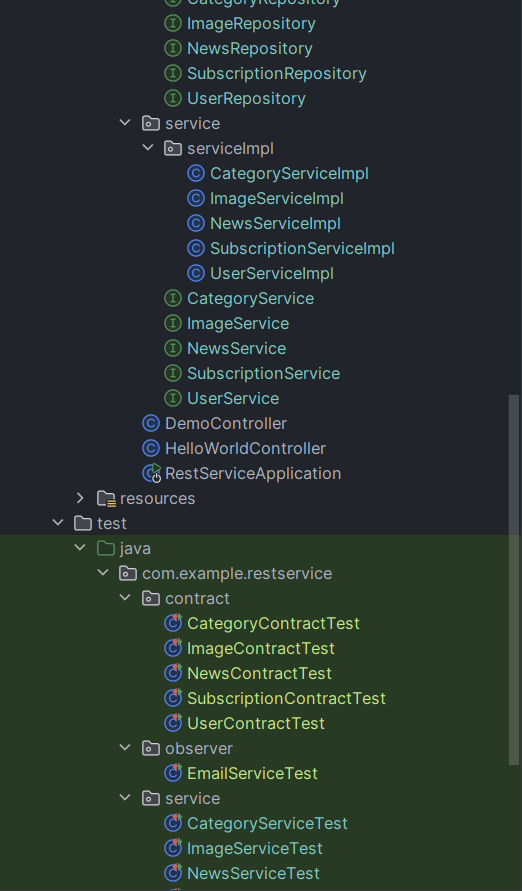 CategoryRepository
ImageRepository
NewsRepository
SubscriptionRepository
UserRepository
service
serviceImpl
CategoryServiceImpl
ImageServiceImpl
NewsServiceImpl
SubscriptionServiceImpl
UserServiceImpl
CategoryService
ImageService
NewsService
SubscriptionService
UserService
DemoController
HelloWorldController
RestServiceApplication
resources
test
java
com.example.restservice
contract
CategoryContractTest
ImageContractTest
NewsContractTest
SubscriptionContractTest
UserContractTest
observer
EmailServiceTest
service
CategoryServiceTest
ImageServiceTest
NewsServiceTest